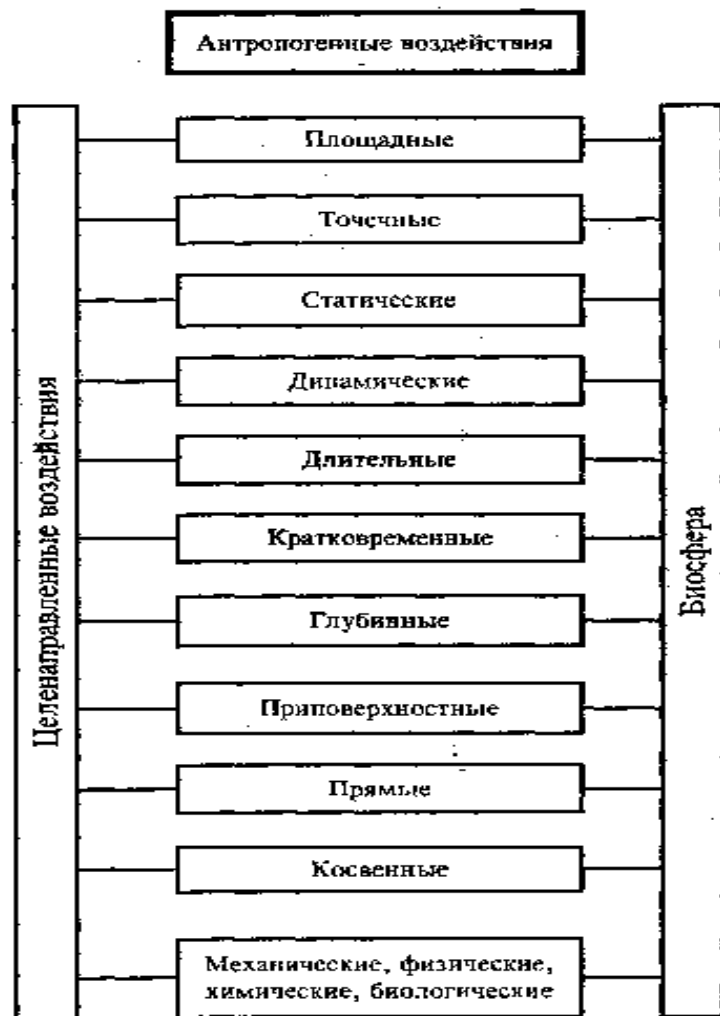 Антропогенные воздействия
Целенаправленные воздействия
Площадные
Точечные
Статические
Динамические
Длительные
Кратковременные
Глубинные
Приповерхностные
Прямые
Косвенные
Механические, физические,
химические, биологические
Биосфера